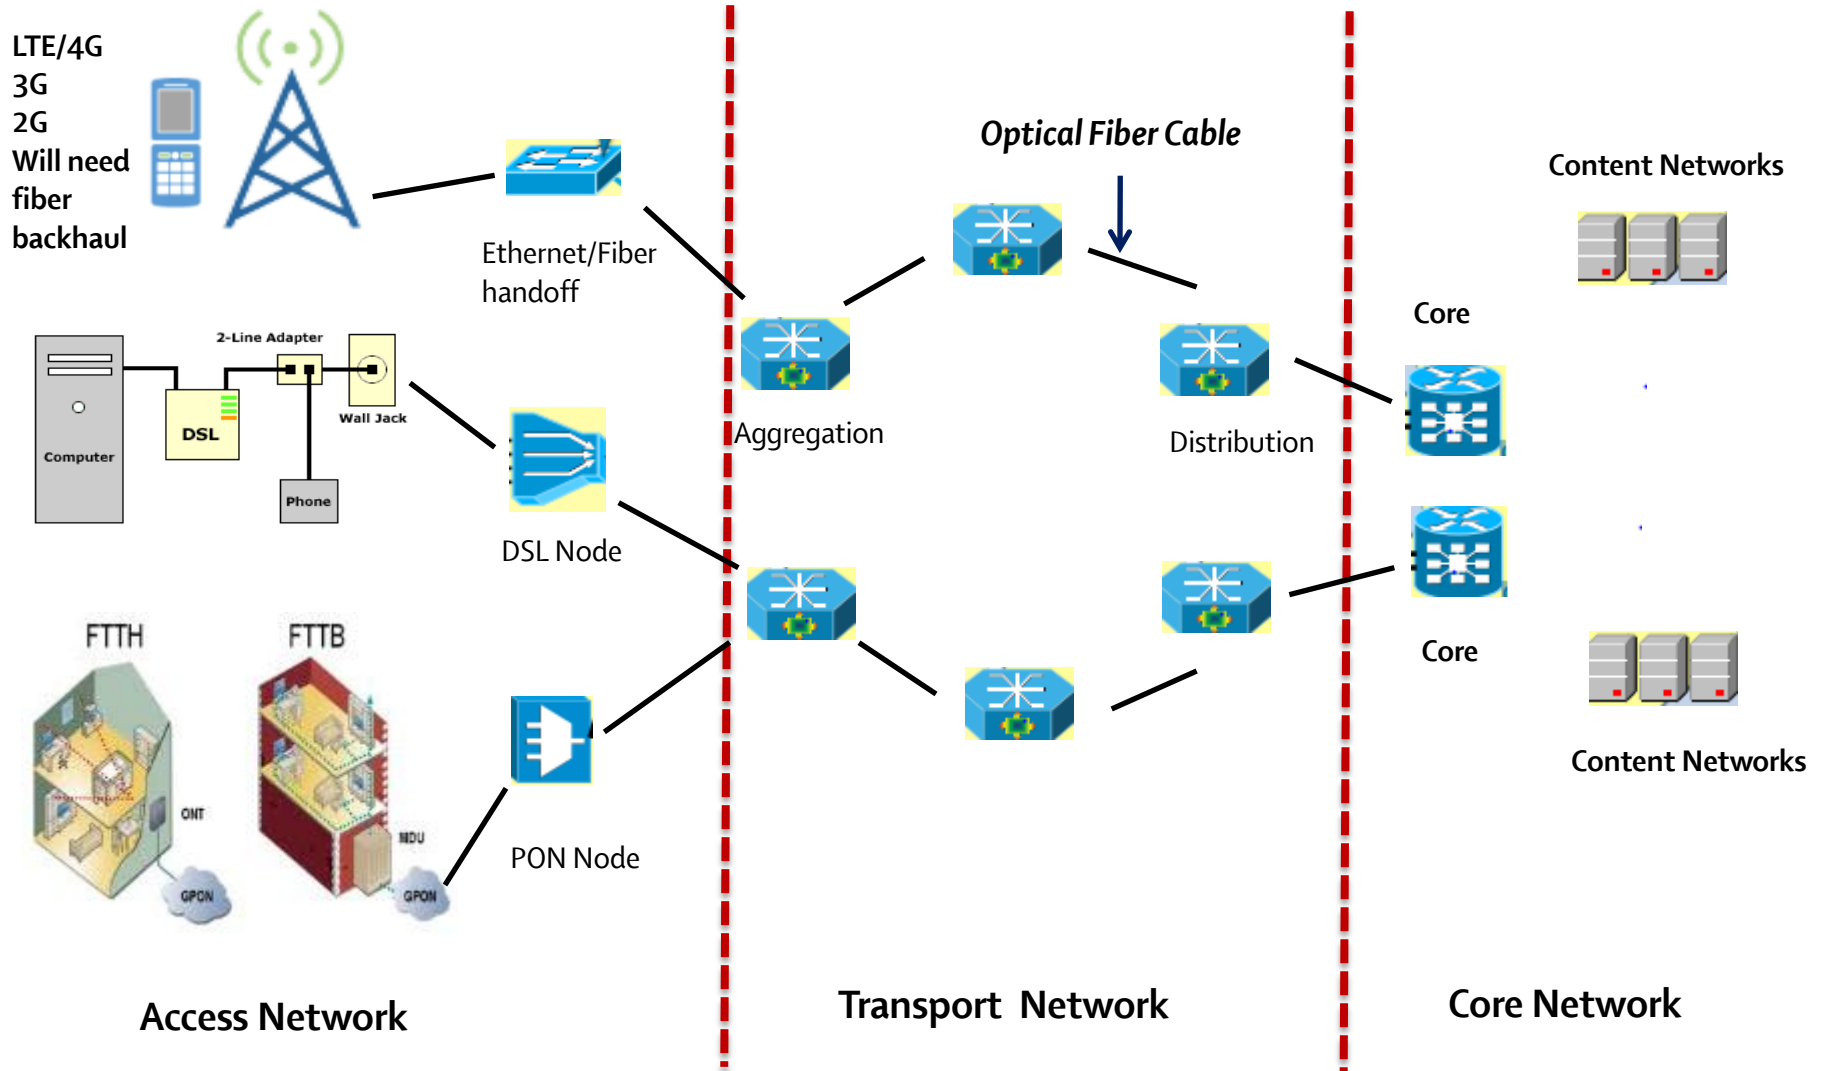 LTE/4G
3G
2G
Will need
fiber
backhaul
Ethernet/Fiber
handoff
Optical Fiber Cable
Content Networks
Core
2-Line Adapter
Wall Jack
DSL
Computer
Phone
DSL Node
Aggregation
Distribution
Core
FTTH
FTTB
ONT
MDU
GPON
GPON
PON Node
Content Networks
Access Network
Transport Network
Core Network